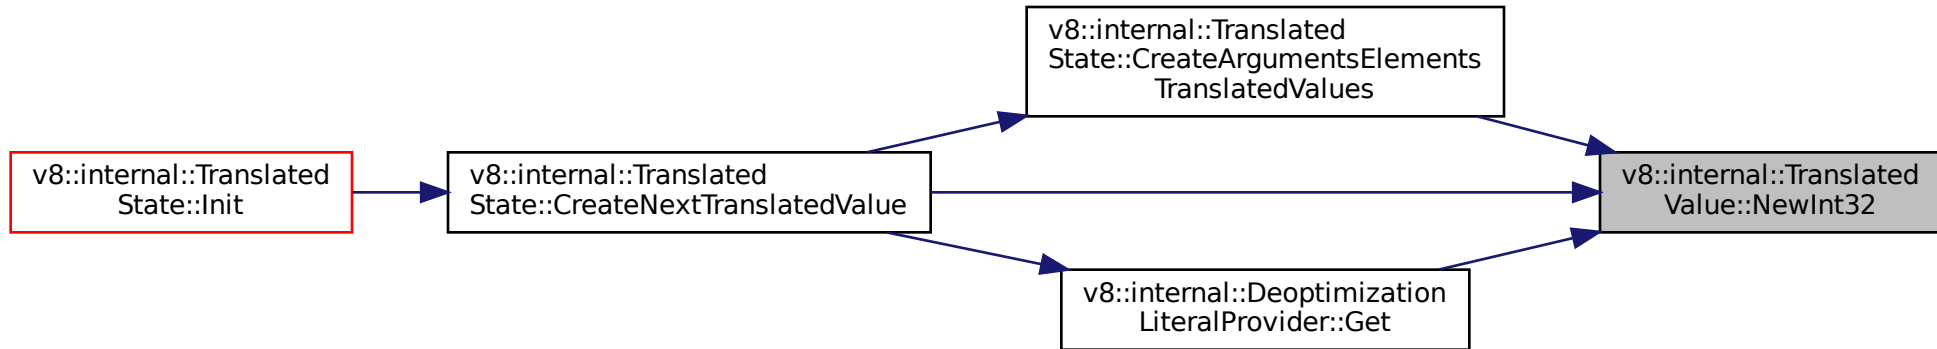 v8::internal::Translated
State::Init
v8::internal::Translated
State::CreateNextTranslatedValue
v8::internal::Translated
State::CreateArgumentsElements
TranslatedValues
v8::internal::Deoptimization
LiteralProvider::Get
v8::internal::Translated
Value::NewInt32